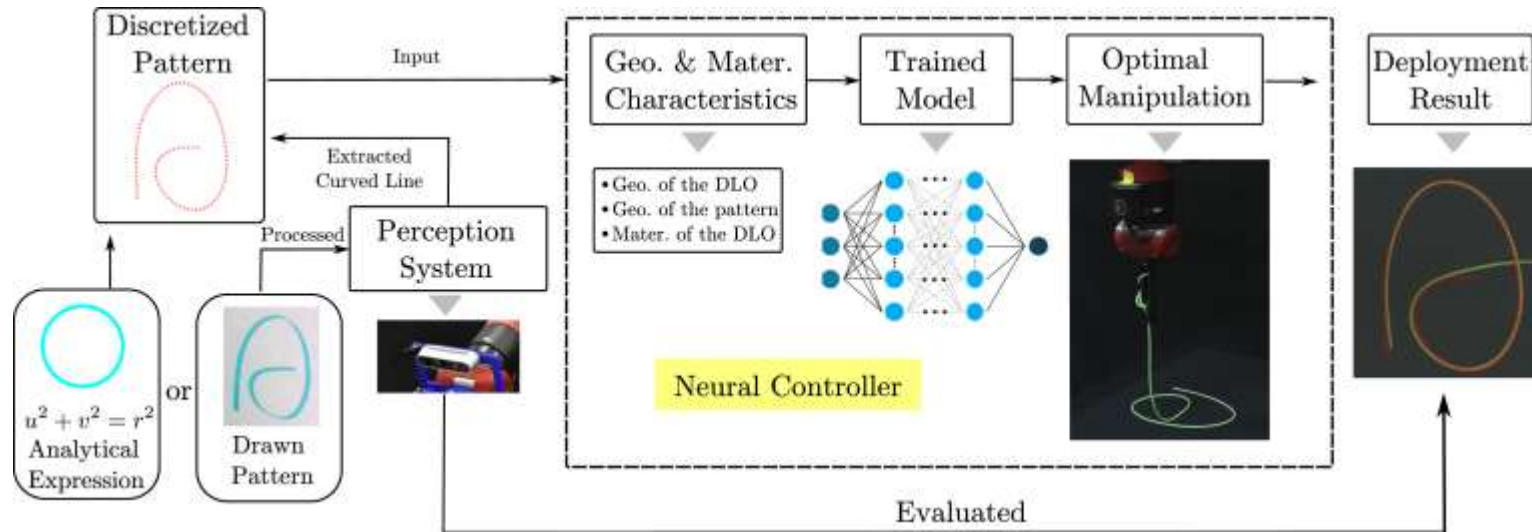 Discretized
Pattern
Input
Extracted
Curved Line
Processed
Perception
System
u² + v² = r²
Analytical
Expression
or
Drawn
Pattern
Geo. & Mater.
Characteristics
• Geo. of the DLO
• Geo. of the pattern
• Mater. of the DLO
Trained
Model
Optimal
Manipulation
Neural Controller
Deployment
Result
Evaluated